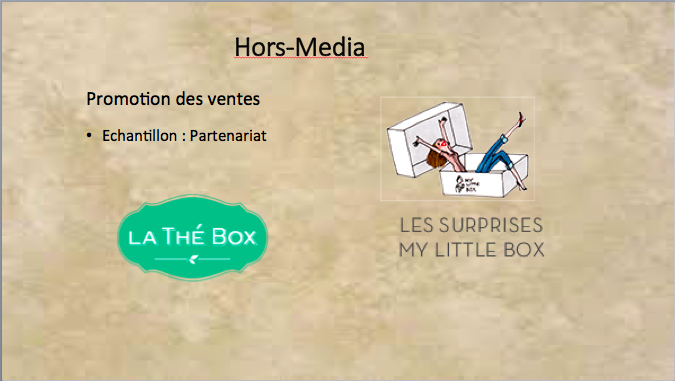 Hors-Media
Promotion des ventes
• Echantillon : Partenariat
LA THÉ BOX
MY
LITTLE
BOX
LES SURPRISES
MY LITTLE BOX